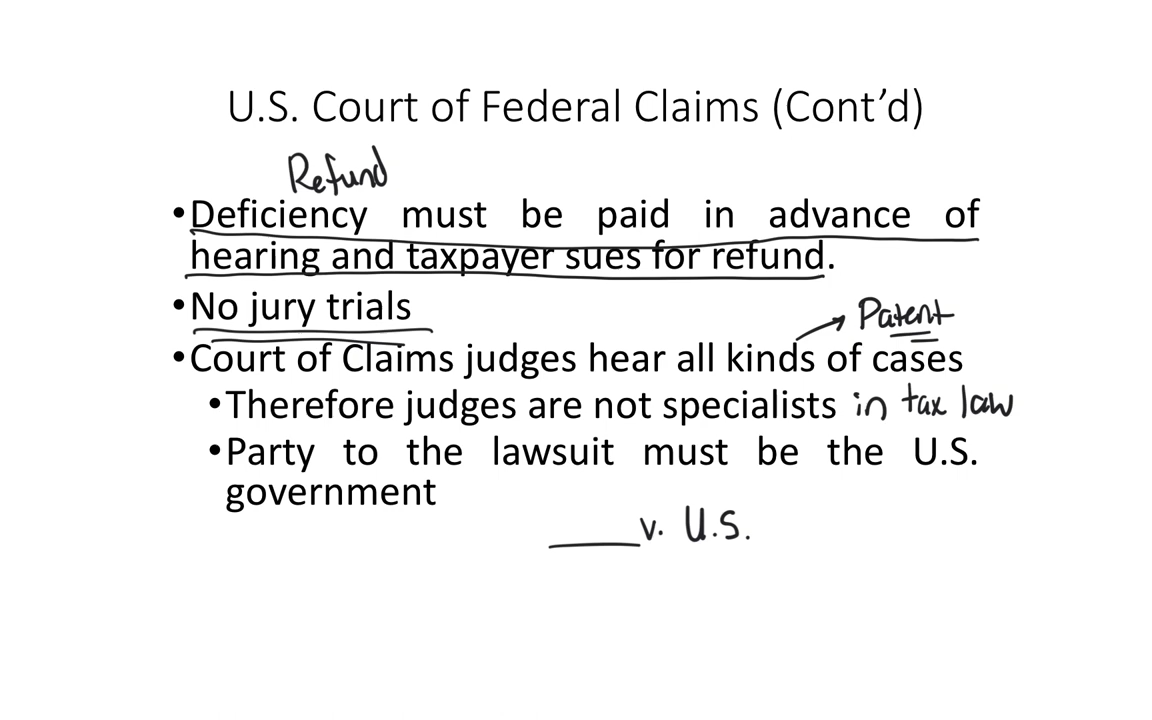 U.S. Court of Federal Claims (Cont’d)
Refund
•Deficiency must be paid in advance of
hearing and taxpayer sues for refund.
•No jury trials
Patent
•Court of Claims judges hear all kinds of cases
•Therefore judges are not specialists in tax law
•Party to the lawsuit must be the U.S.
government
____v. U.S.